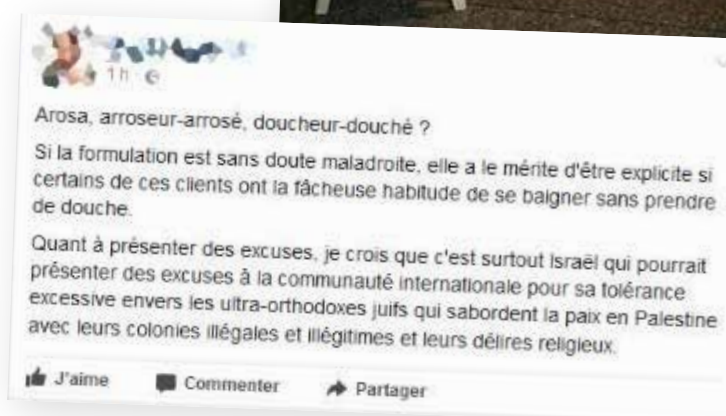 1 h
Arosa, arroseur-arrosé, doucheur-douché ?
Si la formulation est sans doute maladroite, elle a le mérite d'être explicite si
certains de ces clients ont la fâcheuse habitude de se baigner sans prendre
de douche.
Quant à présenter des excuses, je crois que c'est surtout Israël qui pourrait
présenter des excuses à la communauté internationale pour sa tolérance
excessive envers les ultra-orthodoxes juifs qui sabordent la paix en Palestine
avec leurs colonies illégales et illégitimes et leurs délires religieux.
J'aime Commenter Partager